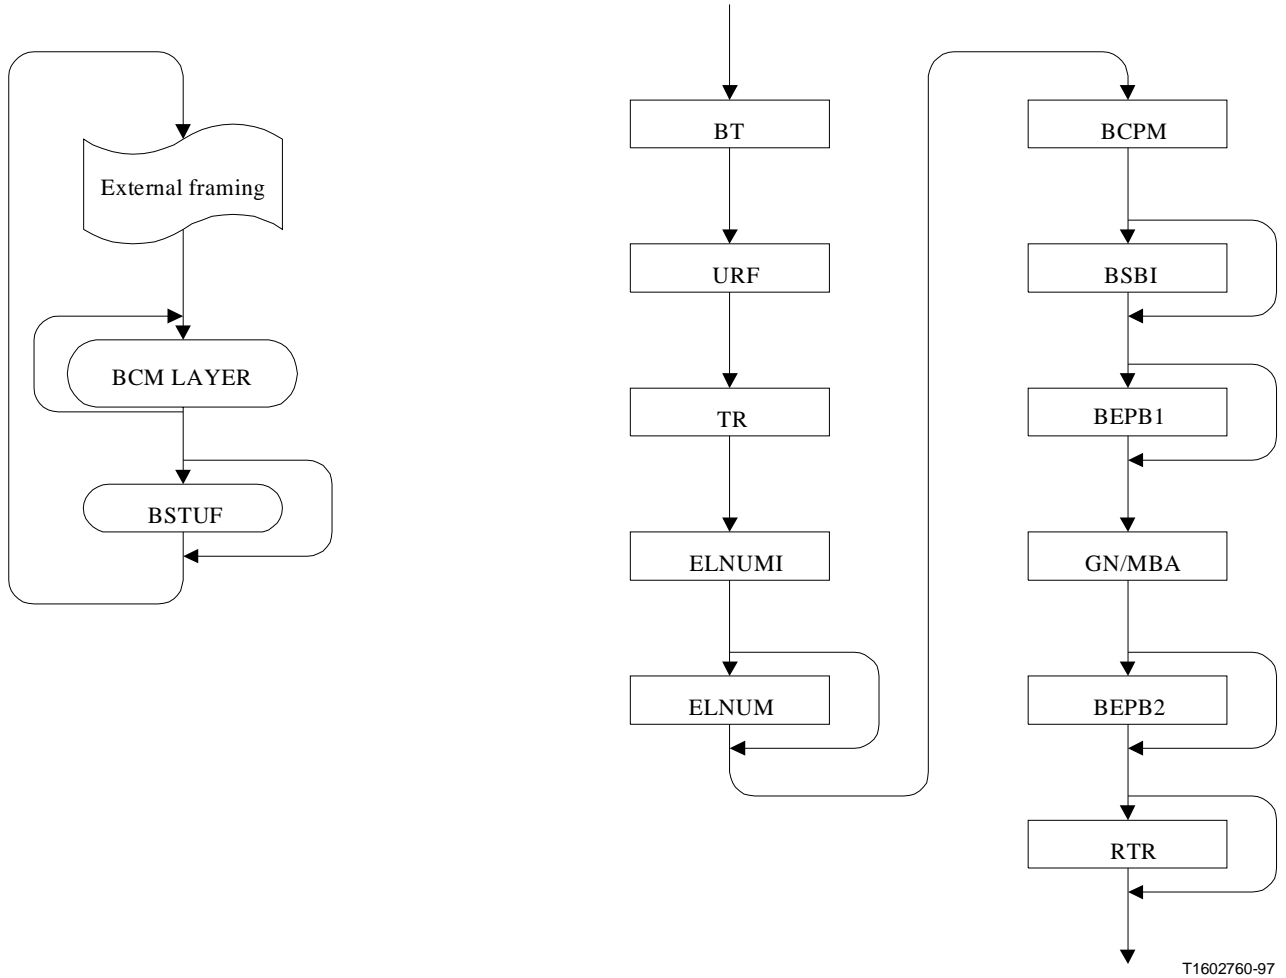 External framing
BCM LAYER
BSTUF
BT
URF
TR
ELNUMI
ELNUM
BCPM
BSBI
BEPB1
GN/MBA
BEPB2
RTR
T1602760-97